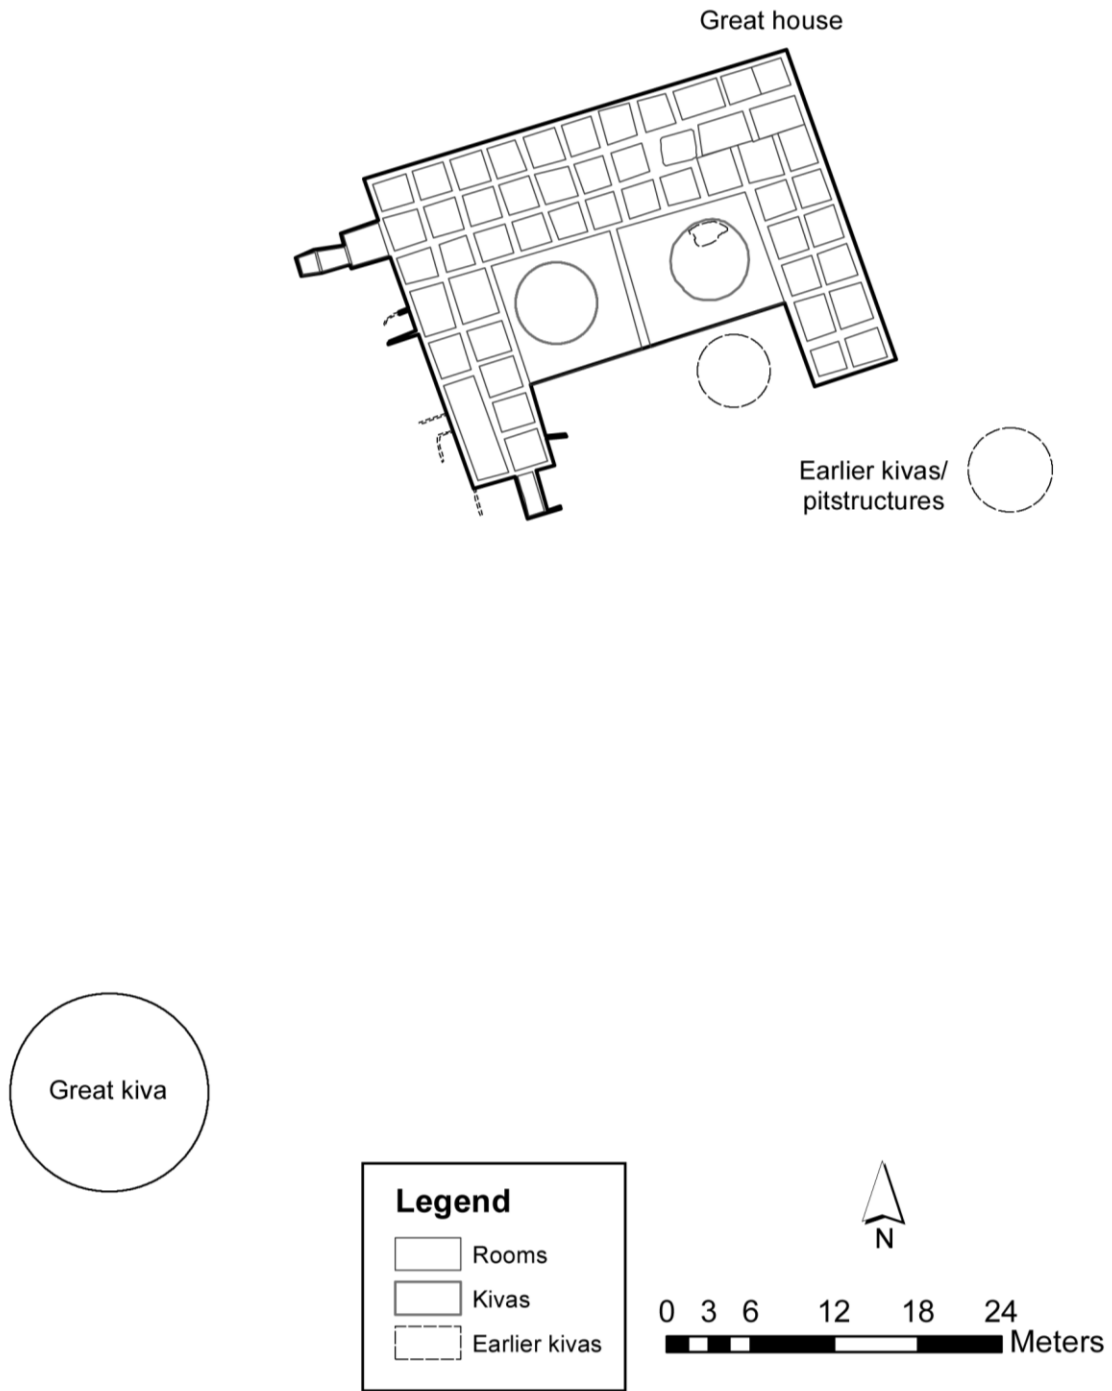 Great house
Earlier kivas/
pitstructures
Great kiva
Legend
Rooms
Kivas
Earlier kivas
N
0 3 6 12 18 24
Meters